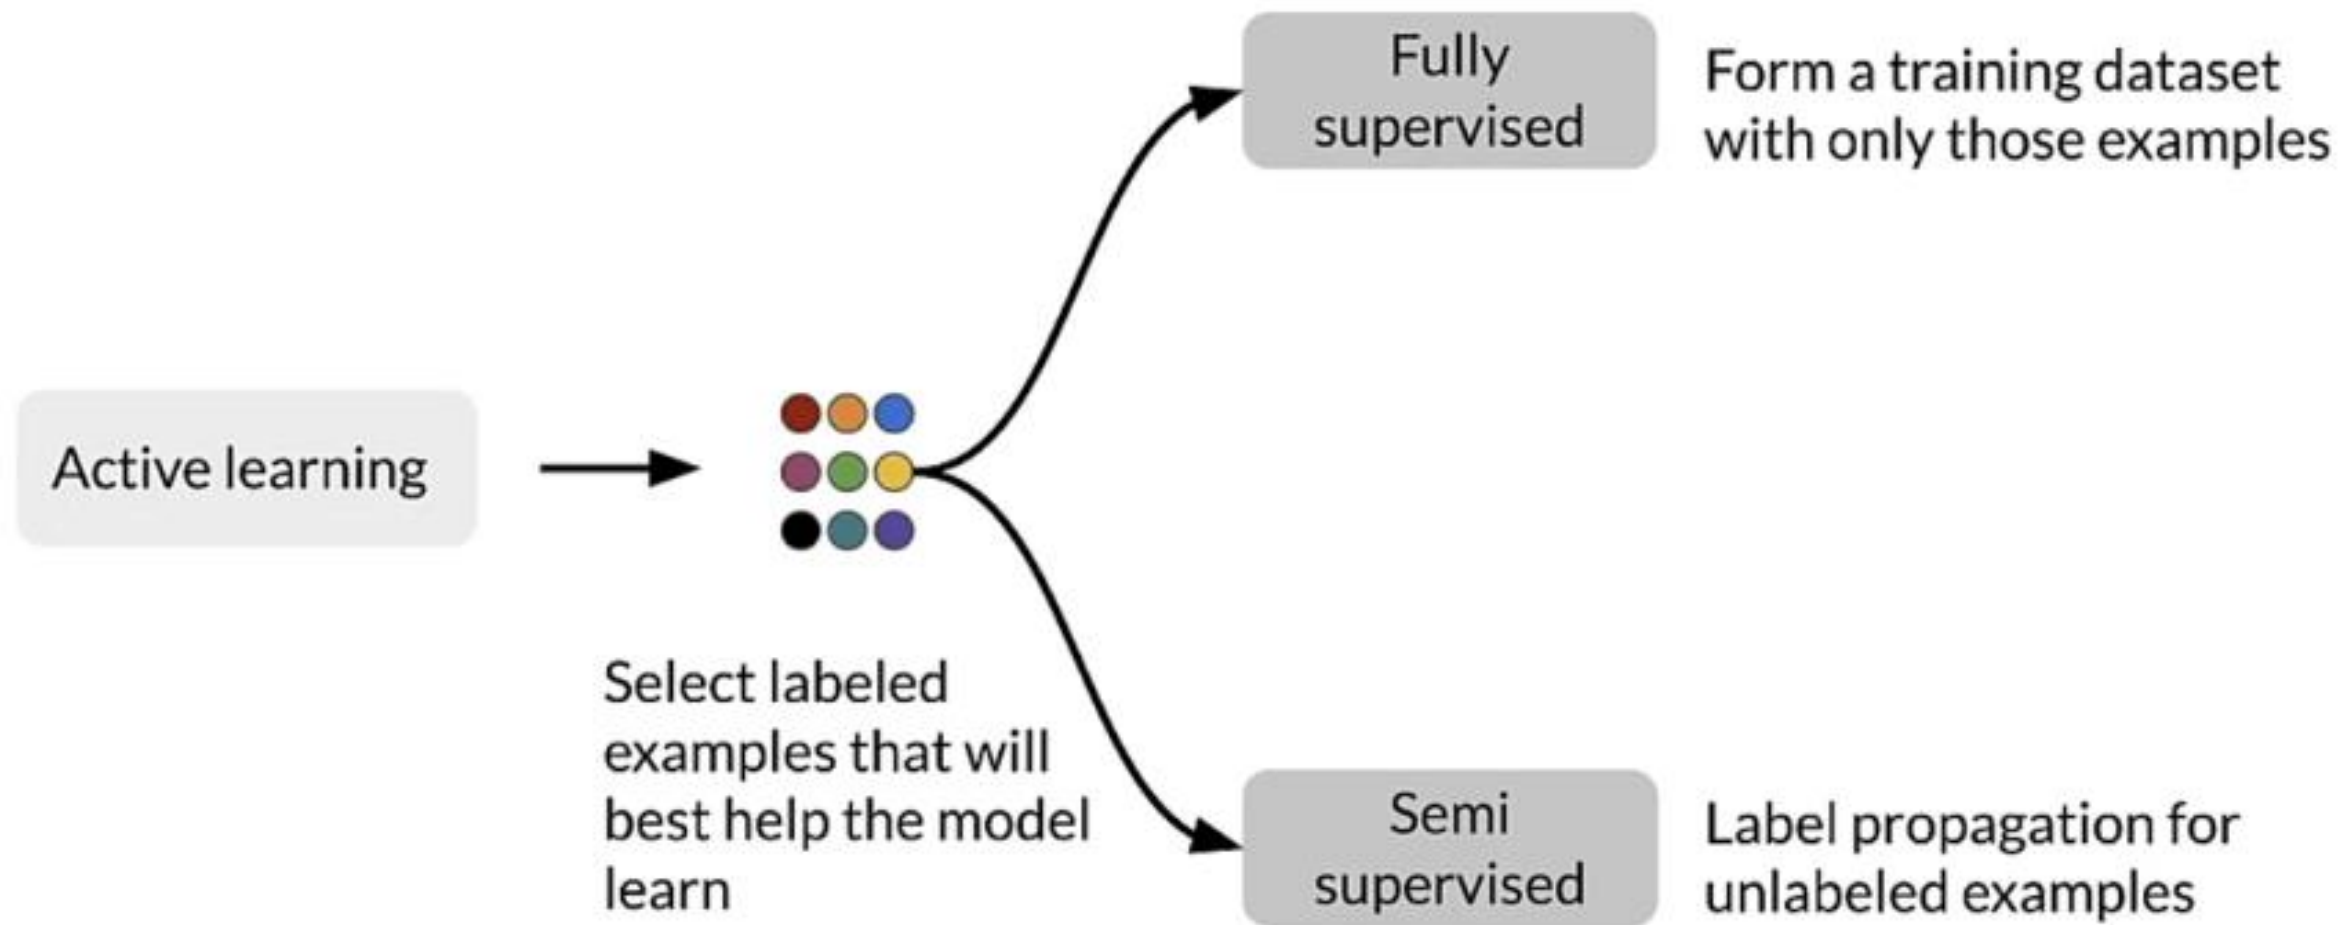 Fully
supervised
Form a training dataset
with only those examples
Active learning
Select labeled
examples that will
best help the model
learn
Semi
supervised
Label propagation for
unlabeled examples